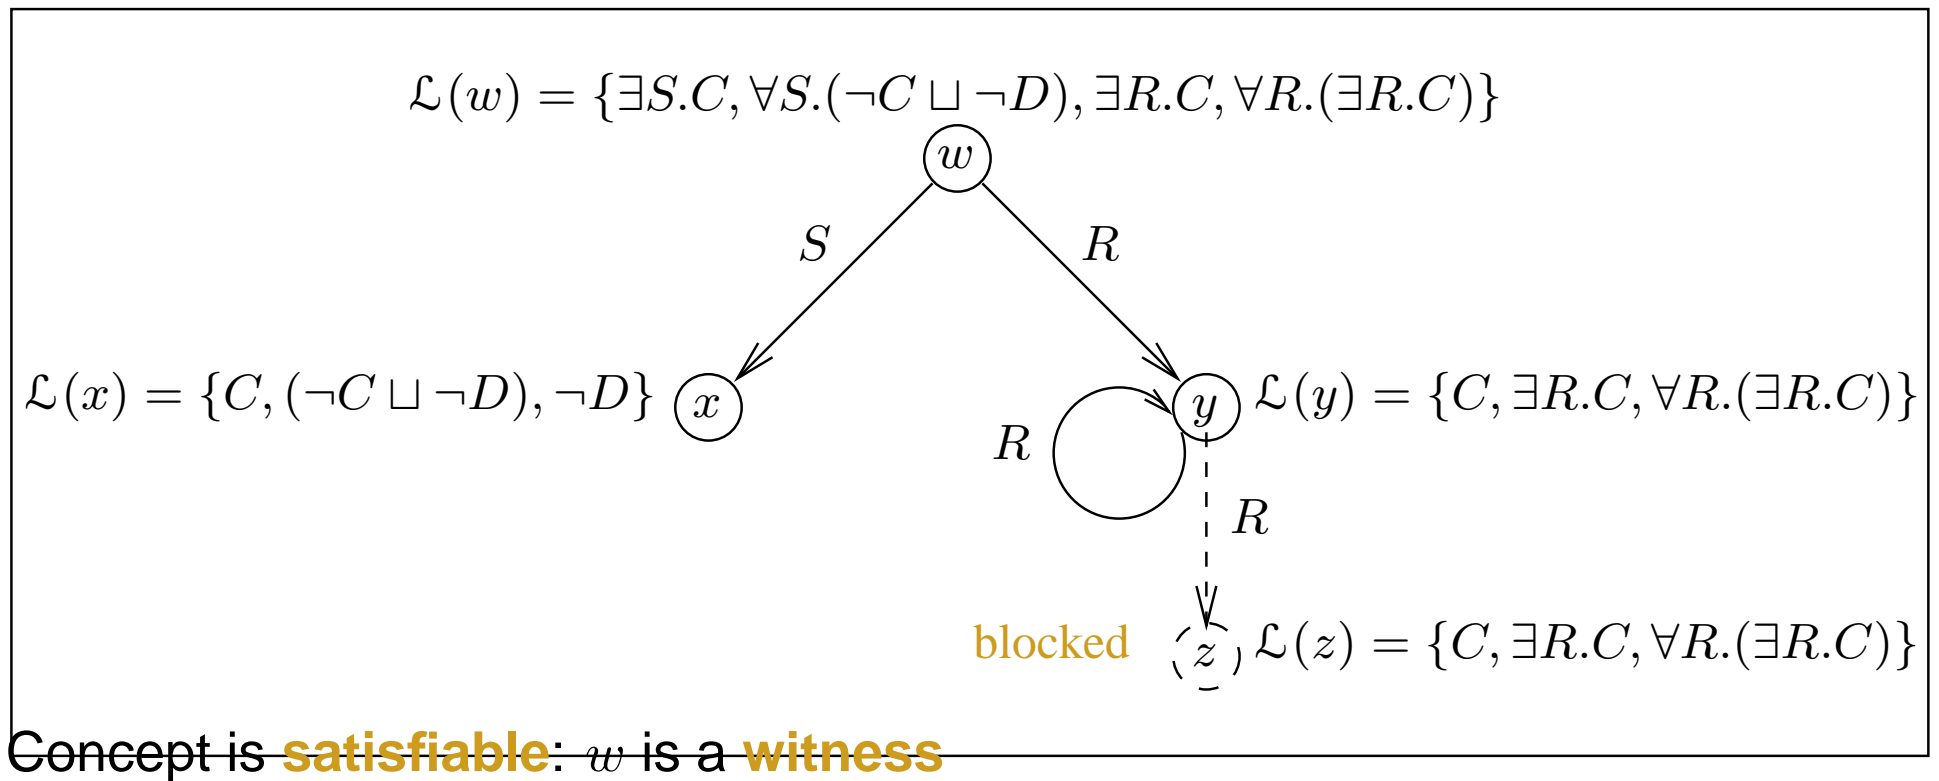 ℒ(w) = {∃S.C, ∀S.(¬C ⊔ ¬D), ∃R.C, ∀R.(∃R.C)}
w
S R
ℒ(x) = {C, (¬C ⊔ ¬D), ¬D} x y ℒ(y) = {C, ∃R.C, ∀R.(∃R.C)}
R
R
blocked z ℒ(z) = {C, ∃R.C, ∀R.(∃R.C)}
Concept is satisfiable: w is a witness